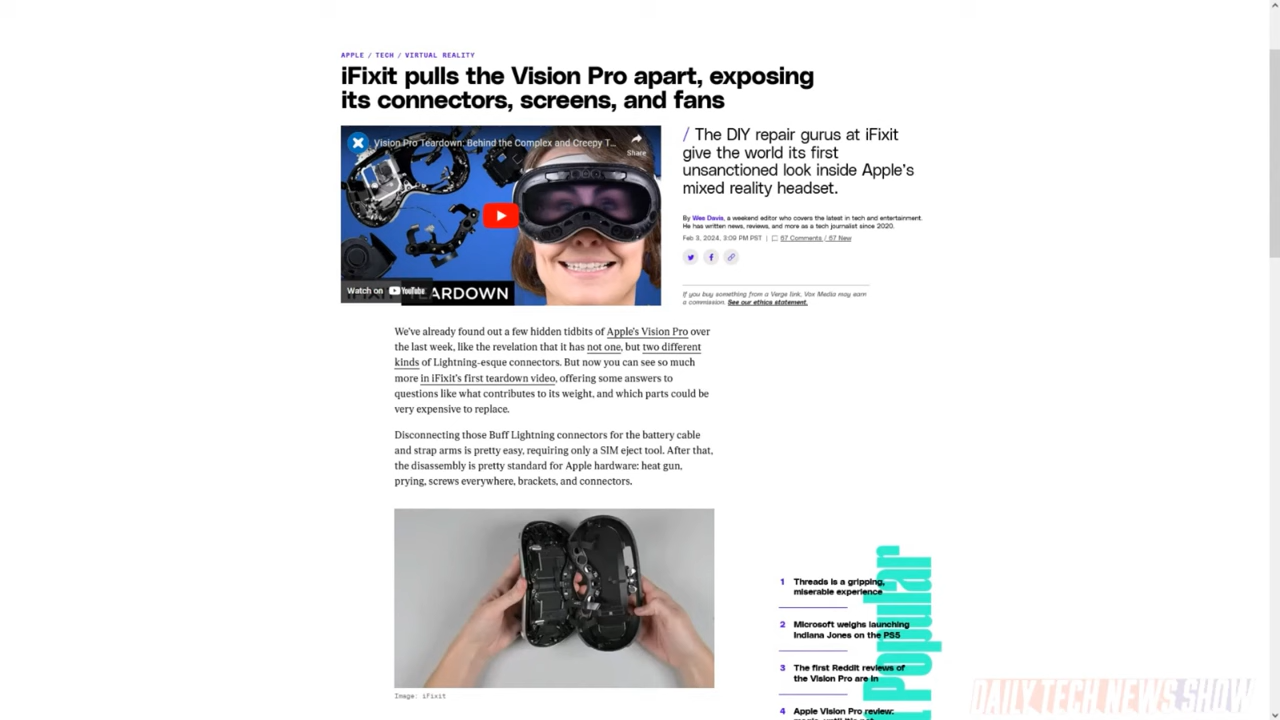 APPLE / TECH / VIRTUAL REALITY
iFixit pulls the Vision Pro apart, exposing
its connectors, screens, and fans
Vision Pro Teardown: Behind the Complex and Creepy T...
Share
Watch on YouTube
TEARDOWN
/ The DIY repair gurus at iFixit
give the world its first
unsanctioned look inside Apple's
mixed reality headset.
By Wes Davis, a weekend editor who covers the latest in tech and entertainment.
He has written news, reviews, and more as a tech journalist since 2020.
Feb 3, 2024, 3:09 PM PST | 67 Comments / 67 New
If you buy something from a Verge link, Vox Media may earn
a commission. See our ethics statement.
We've already found out a few hidden tidbits of Apple's Vision Pro over
the last week, like the revelation that it has not one, but two different
kinds of Lightning-esque connectors. But now you can see so much
more in iFixit's first teardown video, offering some answers to
questions like what contributes to its weight, and which parts could be
very expensive to replace.
Disconnecting those Buff Lightning connectors for the battery cable
and strap arms is pretty easy, requiring only a SIM eject tool. After that,
the disassembly is pretty standard for Apple hardware: heat gun,
prying, screws everywhere, brackets, and connectors.
Image: iFixit
Popular
1 Threads is a gripping,
miserable experience
2 Microsoft weighs launching
Indiana Jones on the PS5
3 The first Reddit reviews of
the Vision Pro are in
4 Apple Vision Pro review:
DAILY TECH NEWS SHOW